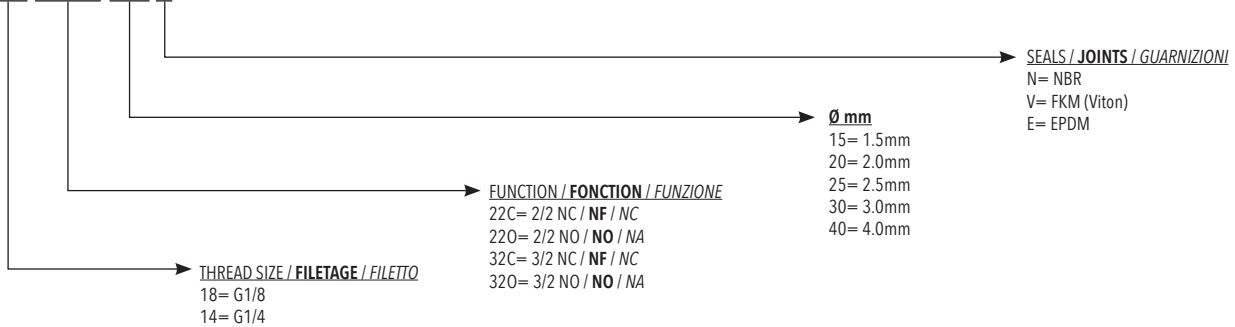 SEALS / JOINTS / GUARNIZIONI
N= NBR
V= FKM (Viton)
E= EPDM
Ø mm
15= 1.5mm
20= 2.0mm
25= 2.5mm
30= 3.0mm
40= 4.0mm
FUNCTION / FONCTION / FUNZIONE
22C= 2/2 NC / NF / NC
22O= 2/2 NO / NO / NA
32C= 3/2 NC / NF / NC
32O= 3/2 NO / NO / NA
THREAD SIZE / FILETAGE / FILETTO
18= G1/8
14= G1/4